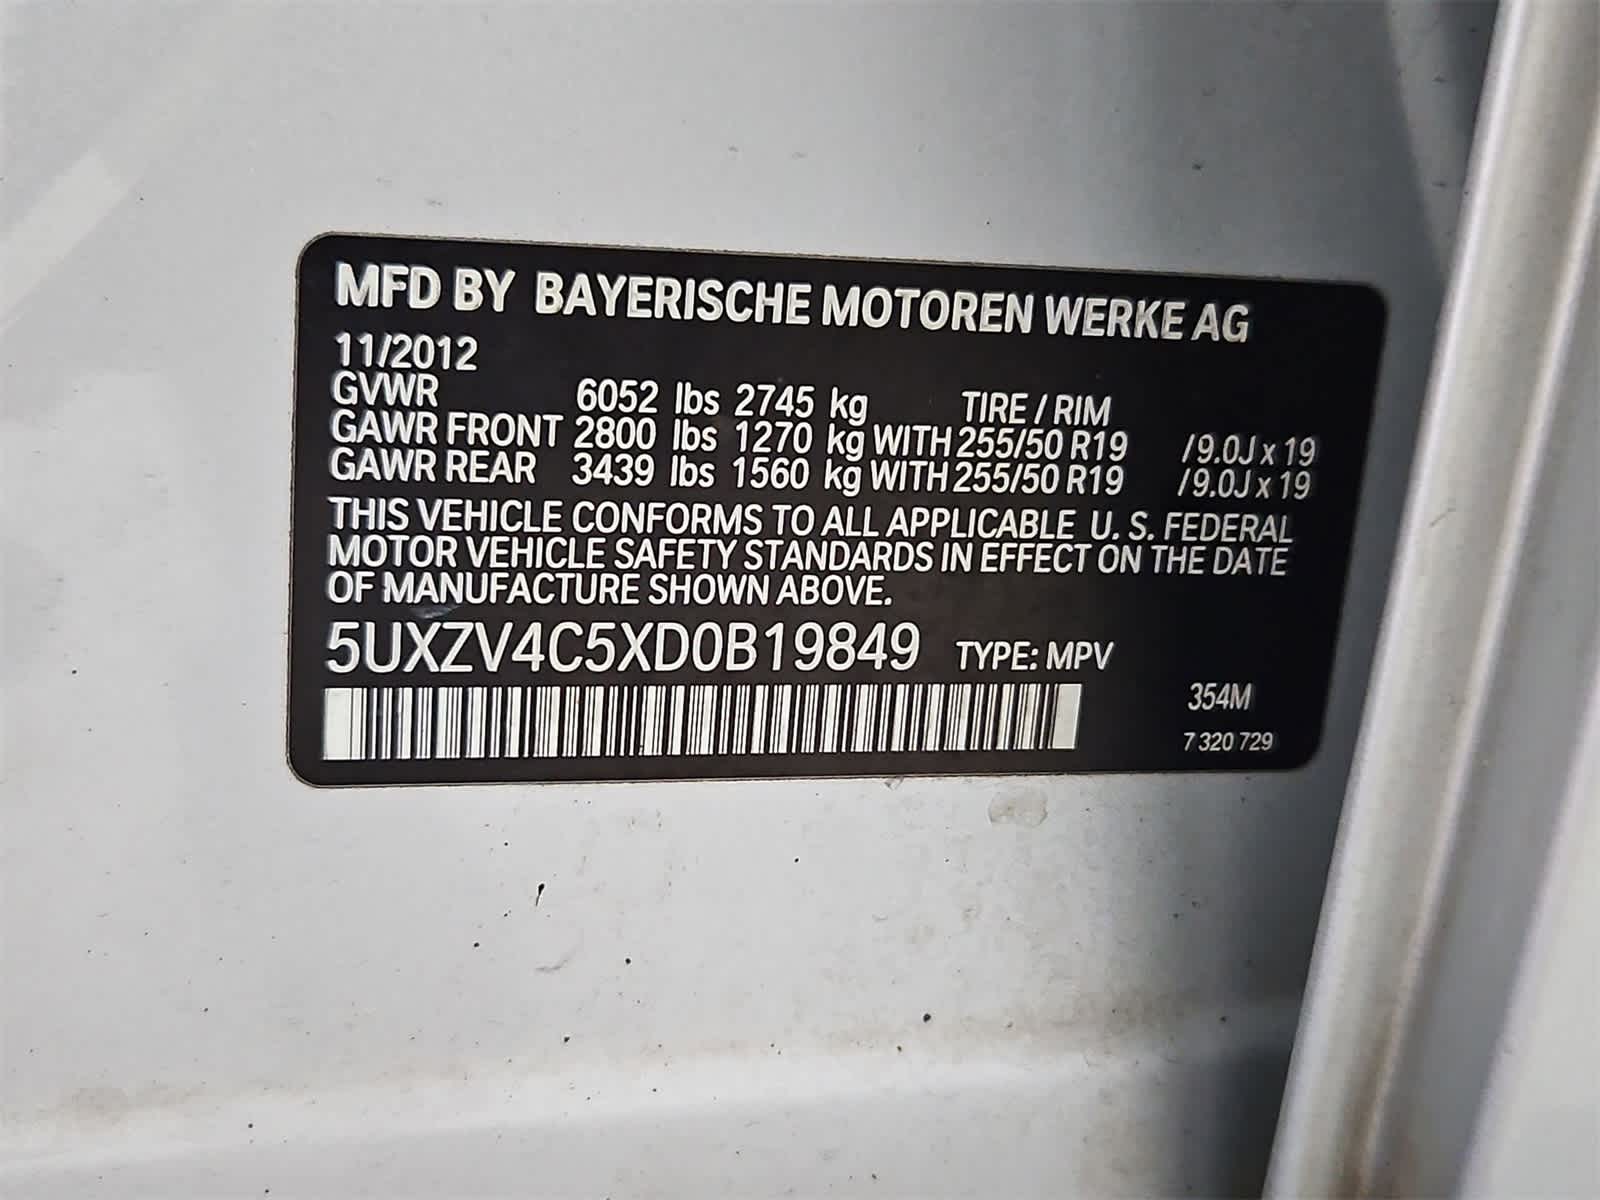 MFD BY BAYERISCHE MOTOREN WERKE AG
11/2012
GVWR 6052 lbs 2745 kg TIRE / RIM
GAWR FRONT 2800 lbs 1270 kg WITH 255/50 R19 /9.0J x 19
GAWR REAR 3439 lbs 1560 kg WITH 255/50 R19 /9.0J x 19
THIS VEHICLE CONFORMS TO ALL APPLICABLE U. S. FEDERAL
MOTOR VEHICLE SAFETY STANDARDS IN EFFECT ON THE DATE
OF MANUFACTURE SHOWN ABOVE.
5UXZV4C5XD0B19849 TYPE: MPV
354M
7 320 729